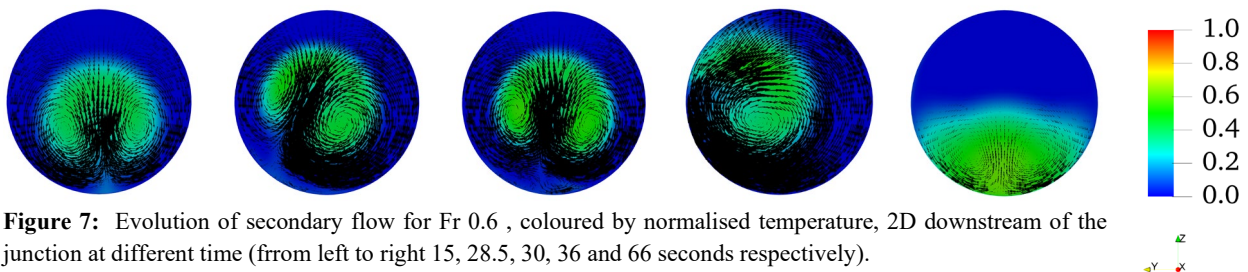 1.0
0.8
0.6
0.4
0.2
0.0
Figure 7: Evolution of secondary flow for Fr 0.6 , coloured by normalised temperature, 2D downstream of the
junction at different time (frrom left to right 15, 28.5, 30, 36 and 66 seconds respectively).
Z
Y X